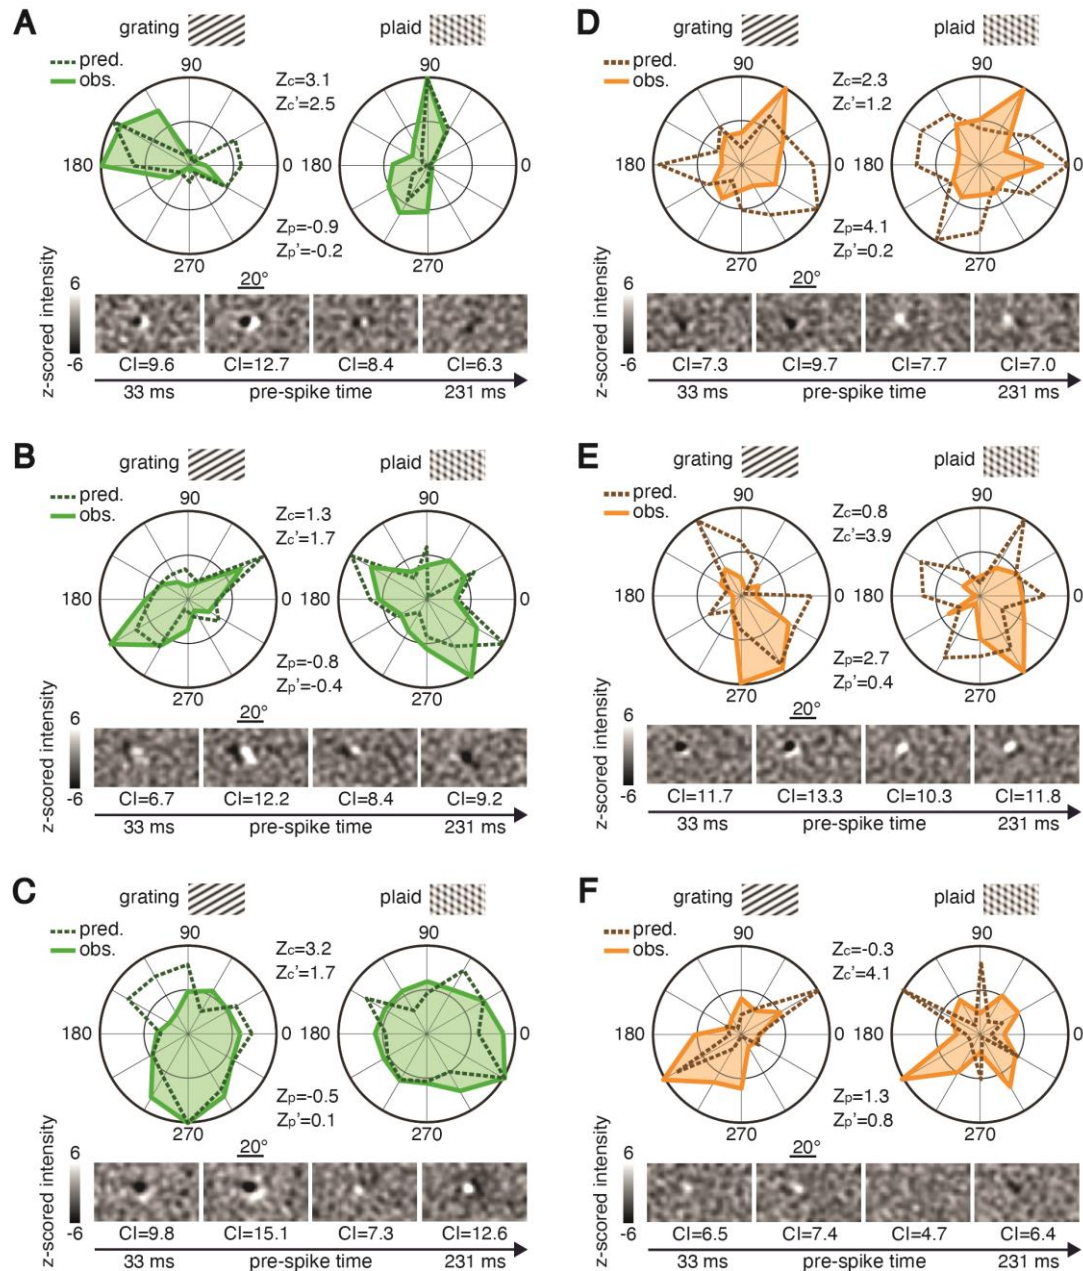 A
grating
plaid
pred.
obs.
90
90
180
0
180
0
270
270
Zc=3.1
Zc'=2.5
Zp=-0.9
Zp'=-0.2
z-scored intensity
6
-6
20°
CI=9.6 CI=12.7 CI=8.4 CI=6.3
33 ms pre-spike time 231 ms
D
grating
plaid
pred.
obs.
90
90
180
0
180
0
270
270
Zc=2.3
Zc'=1.2
Zp=4.1
Zp'=0.2
z-scored intensity
6
-6
20°
CI=7.3 CI=9.7 CI=7.7 CI=7.0
33 ms pre-spike time 231 ms
B
grating
plaid
pred.
obs.
90
90
180
0
180
0
270
270
Zc=1.3
Zc'=1.7
Zp=-0.8
Zp'=-0.4
z-scored intensity
6
-6
20°
CI=6.7 CI=12.2 CI=8.4 CI=9.2
33 ms pre-spike time 231 ms
E
grating
plaid
pred.
obs.
90
90
180
0
180
0
270
270
Zc=0.8
Zc'=3.9
Zp=2.7
Zp'=0.4
z-scored intensity
6
-6
20°
CI=11.7 CI=13.3 CI=10.3 CI=11.8
33 ms pre-spike time 231 ms
C
grating
plaid
pred.
obs.
90
90
180
0
180
0
270
270
Zc=3.2
Zc'=1.7
Zp=-0.5
Zp'=0.1
z-scored intensity
6
-6
20°
CI=9.8 CI=15.1 CI=7.3 CI=12.6
33 ms pre-spike time 231 ms
F
grating
plaid
pred.
obs.
90
90
180
0
180
0
270
270
Zc=-0.3
Zc'=4.1
Zp=1.3
Zp'=0.8
z-scored intensity
6
-6
20°
CI=6.5 CI=7.4 CI=4.7 CI=6.4
33 ms pre-spike time 231 ms